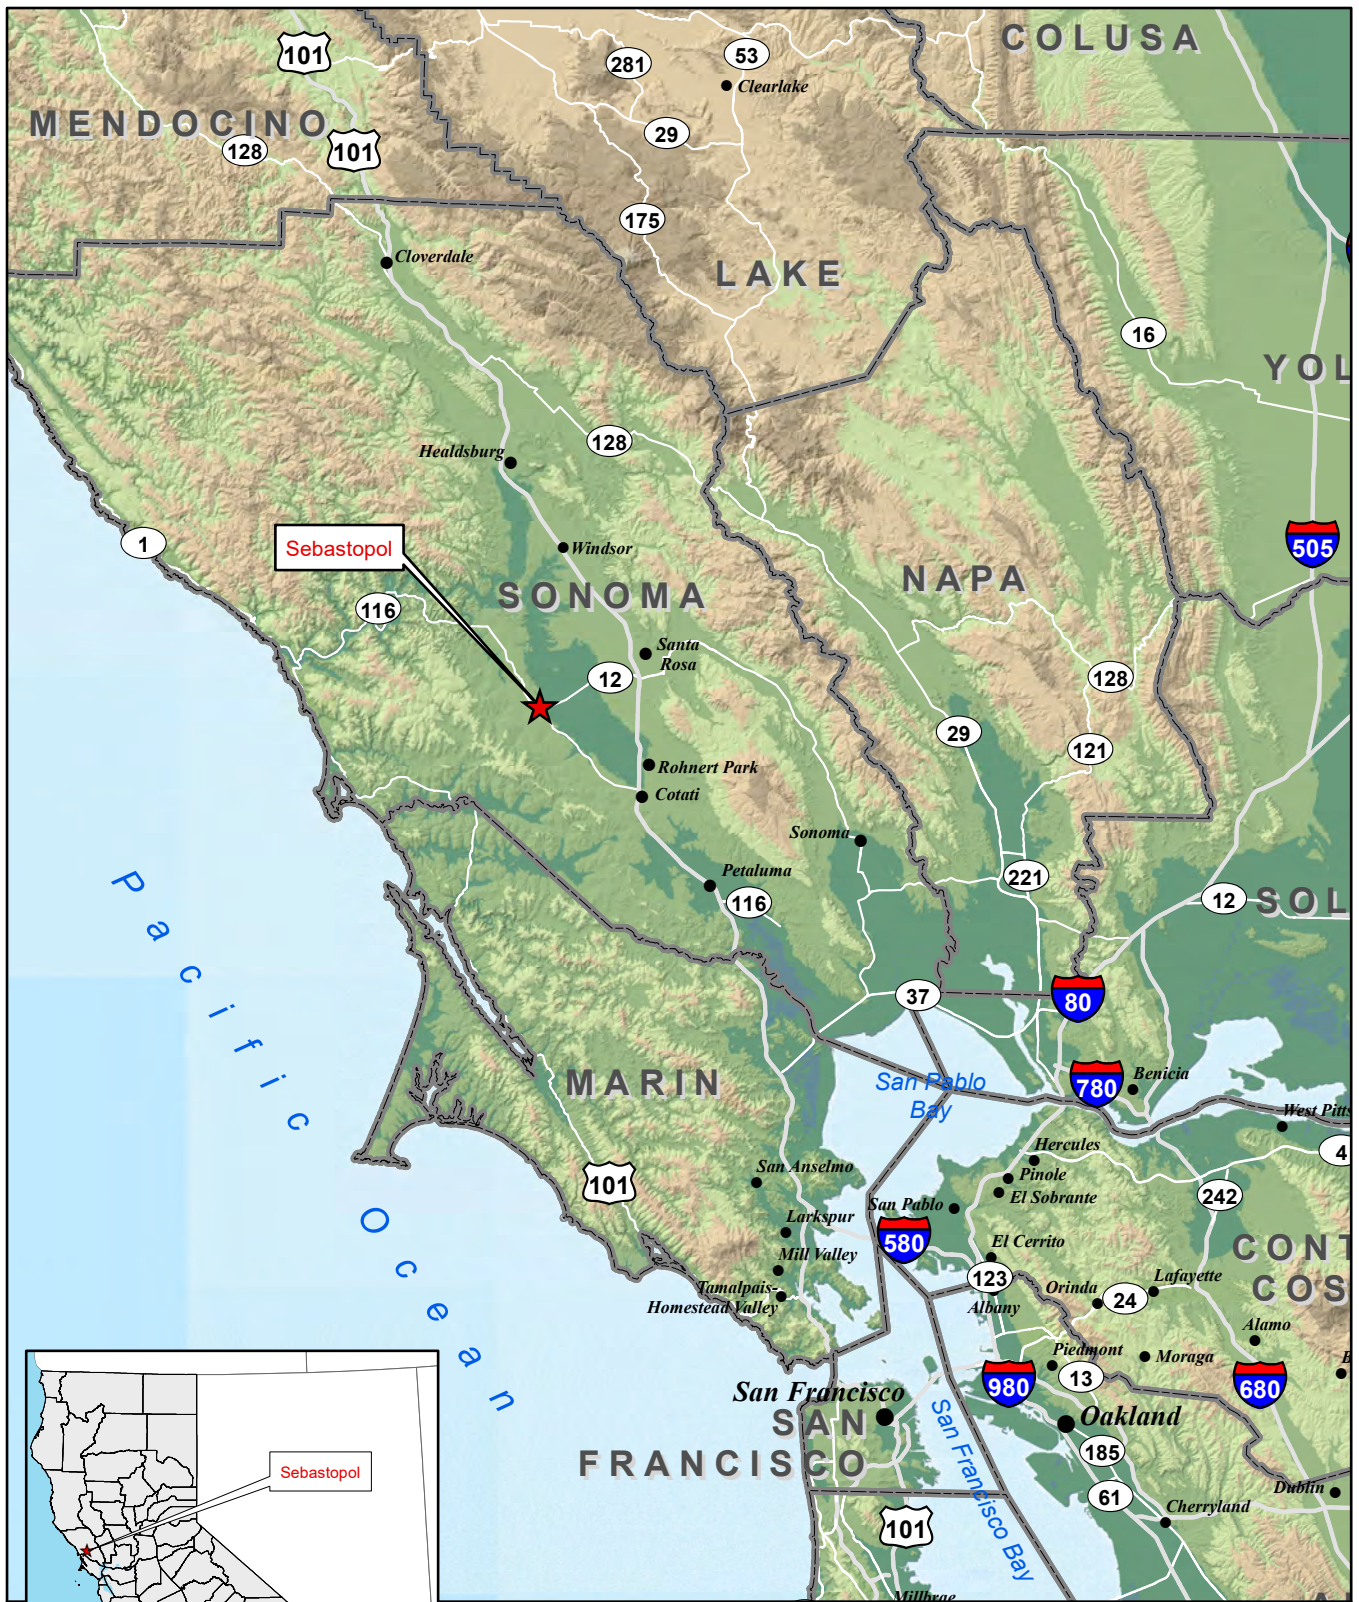 COLUSA
101
53
281
Clearlake
MENDOCINO
29
128
101
175
Cloverdale
LAKE
16
YOL
128
Healdsburg
1
Sebastopol
Windsor
505
NAPA
SONOMA
116
Santa
Rosa
12
128
29
121
Rohnert Park
Cotati
Sonoma
Petaluma
221
116
12
SOL
Pacific Ocean
37
80
MARIN
San Pablo
Bay
780
Benicia
West Pitts
Hercules
4
San Anselmo
Pinole
101
El Sobrante
242
San Pablo
Larkspur
580
El Cerrito
CONT
COS
Mill Valley
123
Tamalpais-
Homestead Valley
Albany
Orinda
24
Lafayette
Alamo
Piedmont
Moraga
B
980
13
680
San Francisco
SAN
FRANCISCO
San Francisco Bay
Oakland
185
Sebastopol
61
Dublin
Cherryland
101
Millbrae